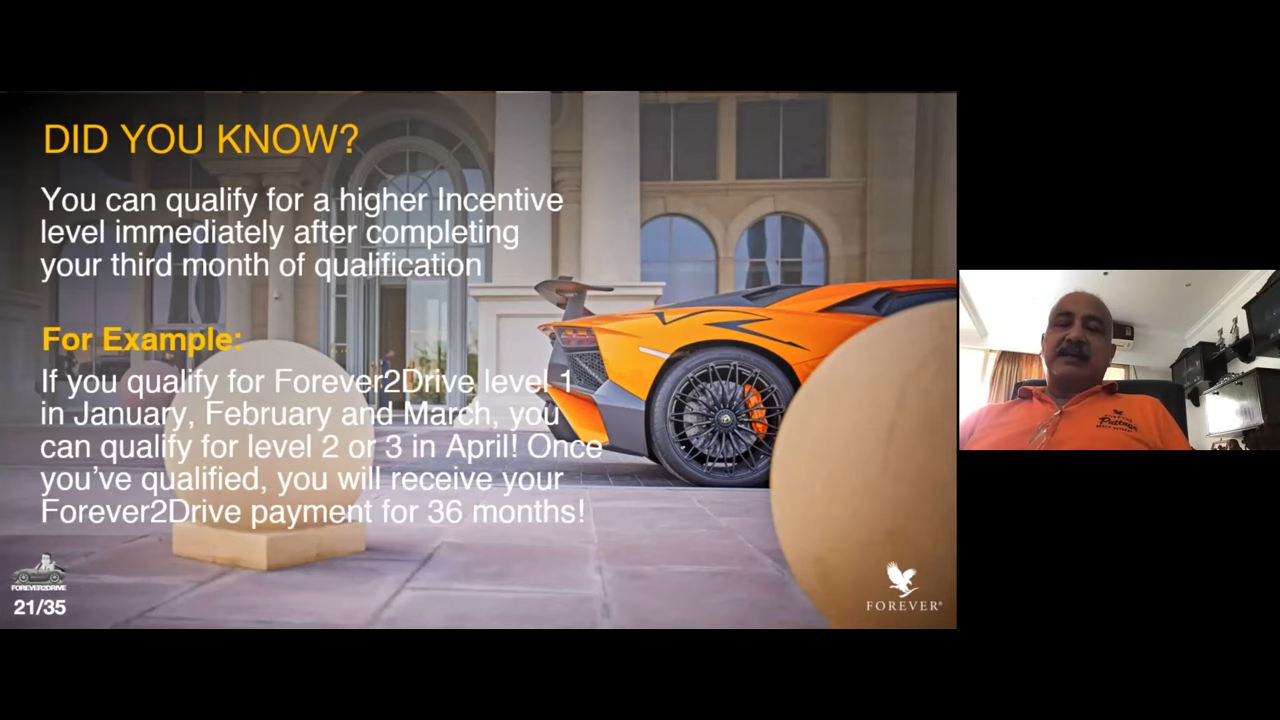 DID YOU KNOW?
You can qualify for a higher Incentive
level immediately after completing
your third month of qualification
For Example:
If you qualify for Forever2Drive level 1
in January, February and March, you
can qualify for level 2 or 3 in April! Once
you've qualified, you will receive your
Forever2Drive payment for 36 months!
FOREVER2DRIVE
21/35
FOREVER®
FOREVER
Pattaya